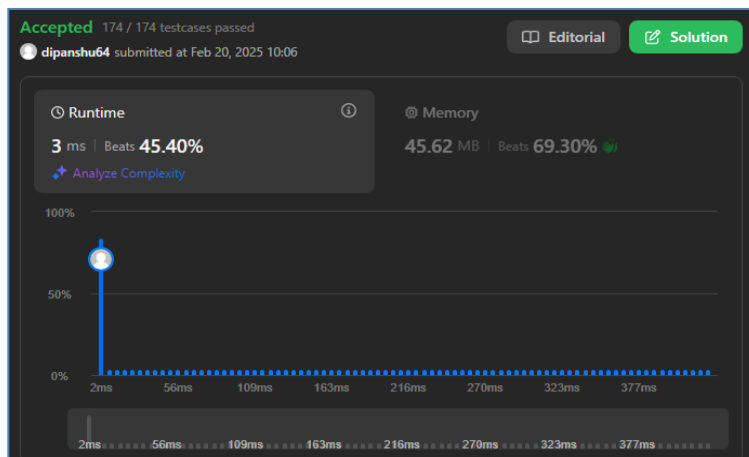 Accepted 174 / 174 testcases passed
dipanshu64 submitted at Feb 20, 2025 10:06
Editorial
Solution
Runtime
3 ms | Beats 45.40%
Analyze Complexity
Memory
45.62 MB | Beats 69.30%
100%
50%
0%
2ms 56ms 109ms 163ms 216ms 270ms 323ms 377ms
2ms 56ms 109ms 163ms 216ms 270ms 323ms 377ms